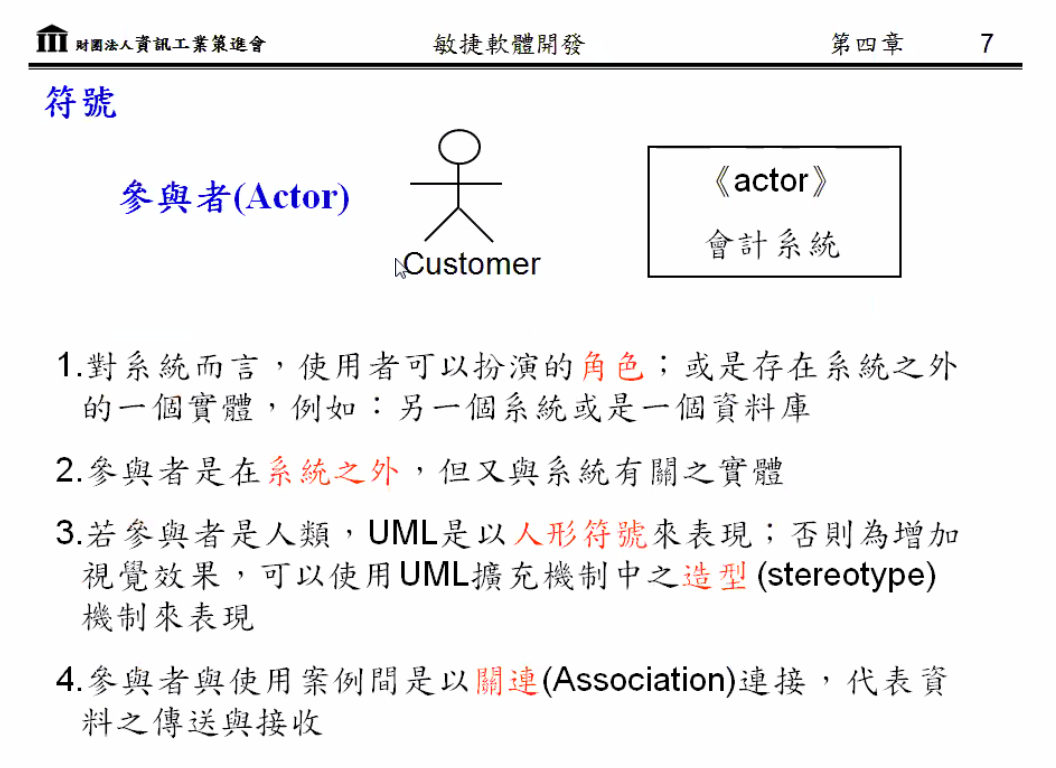 財團法人資訊工業策進會 敏捷軟體開發 第四章 7
符號
參與者(Actor)
Customer
《actor》
會計系統
1.對系統而言，使用者可以扮演的角色；或是存在系統之外
的一個實體，例如：另一個系統或是一個資料庫
2.參與者是在系統之外，但又與系統有關之實體
3.若參與者是人類，UML是以人形符號來表現；否則為增加
視覺效果，可以使用UML擴充機制中之造型(stereotype)
機制來表現
4.參與者與使用案例間是以關連(Association)連接，代表資
料之傳送與接收